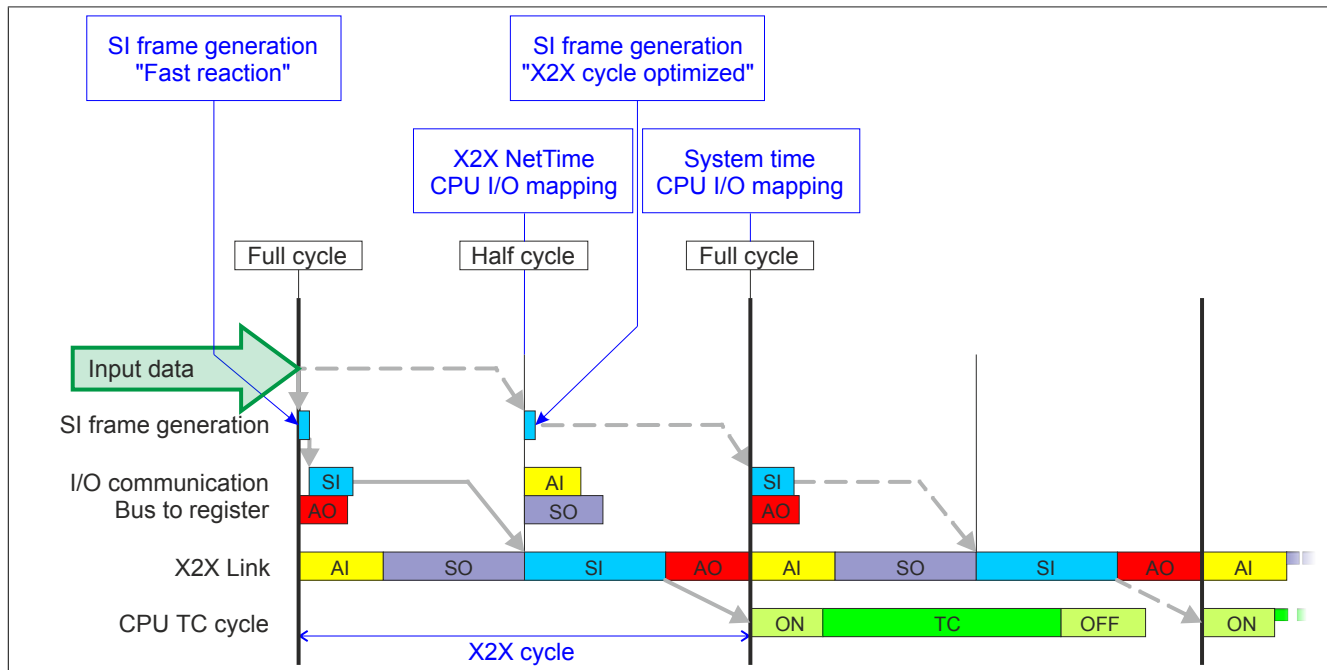 SI frame generation
"Fast reaction"
SI frame generation
"X2X cycle optimized"
X2X NetTime
CPU I/O mapping
System time
CPU I/O mapping
Full cycle
Half cycle
Full cycle
Input data
SI frame generation
I/O communication
SI
AI
SI
Bus to register
AO
SO
AO
X2X Link
AI
SO
SI
AO
AI
SO
SI
AO
AI
CPU TC cycle
ON
TC
OFF
ON
X2X cycle